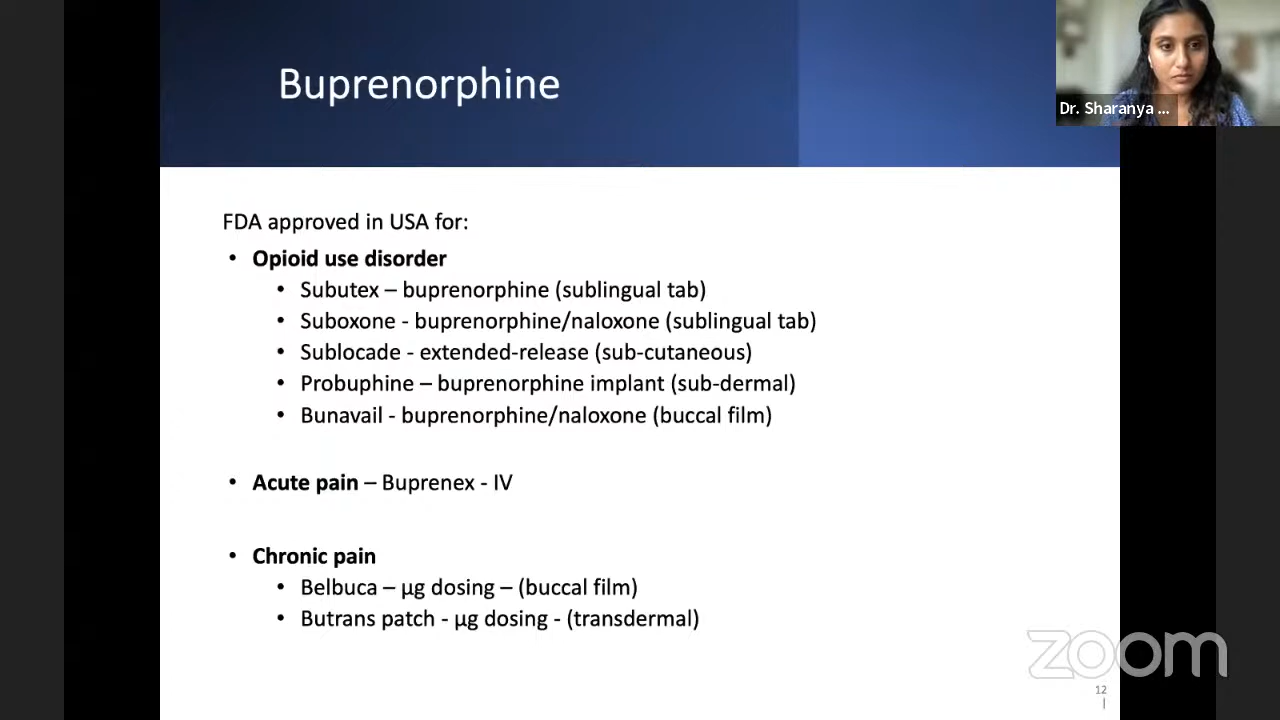 Buprenorphine
Dr. Sharanya ...
FDA approved in USA for:
• Opioid use disorder
• Subutex – buprenorphine (sublingual tab)
• Suboxone - buprenorphine/naloxone (sublingual tab)
• Sublocade - extended-release (sub-cutaneous)
• Probuphine – buprenorphine implant (sub-dermal)
• Bunavail - buprenorphine/naloxone (buccal film)
• Acute pain – Buprenex - IV
• Chronic pain
• Belbuca – µg dosing – (buccal film)
• Butrans patch - µg dosing - (transdermal)
zoom
12
|